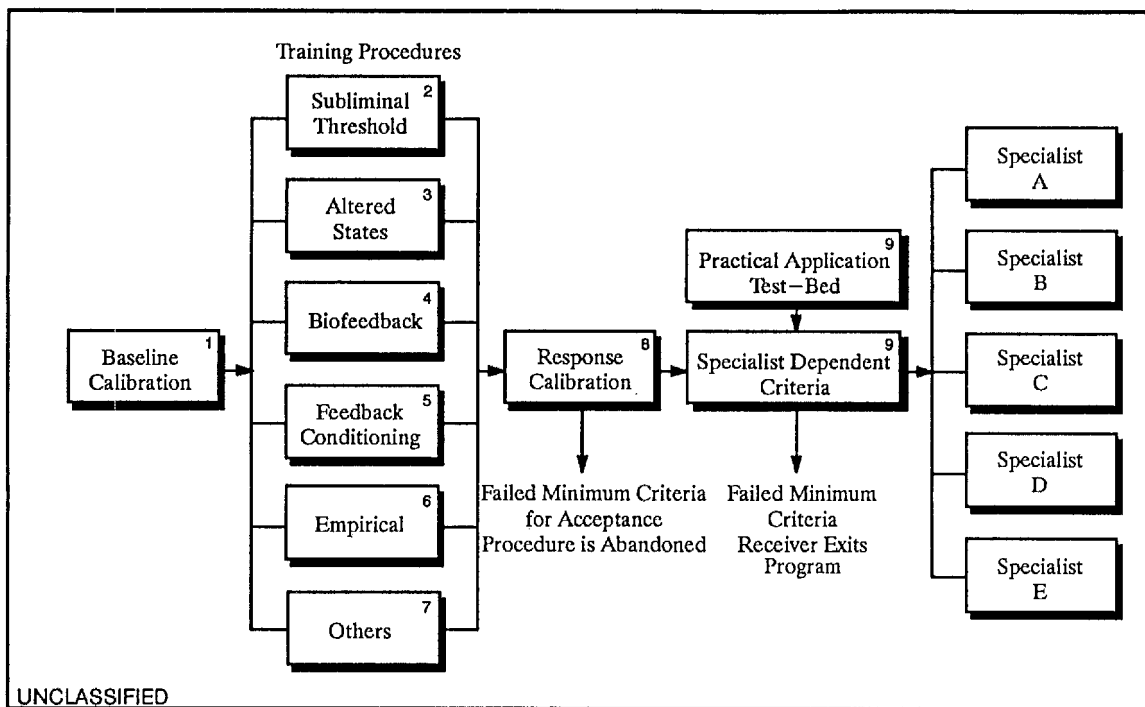 Training Procedures
2
Subliminal
Threshold
3
Altered
States
4
Biofeedback
5
Feedback
Conditioning
6
Empirical
7
Others
1
Baseline
Calibration
8
Response
Calibration
Failed Minimum Criteria
for Acceptance
Procedure is Abandoned
9
Practical Application
Test-Bed
9
Specialist Dependent
Criteria
Failed Minimum
Criteria
Receiver Exits
Program
Specialist
A
Specialist
B
Specialist
C
Specialist
D
Specialist
E
UNCLASSIFIED